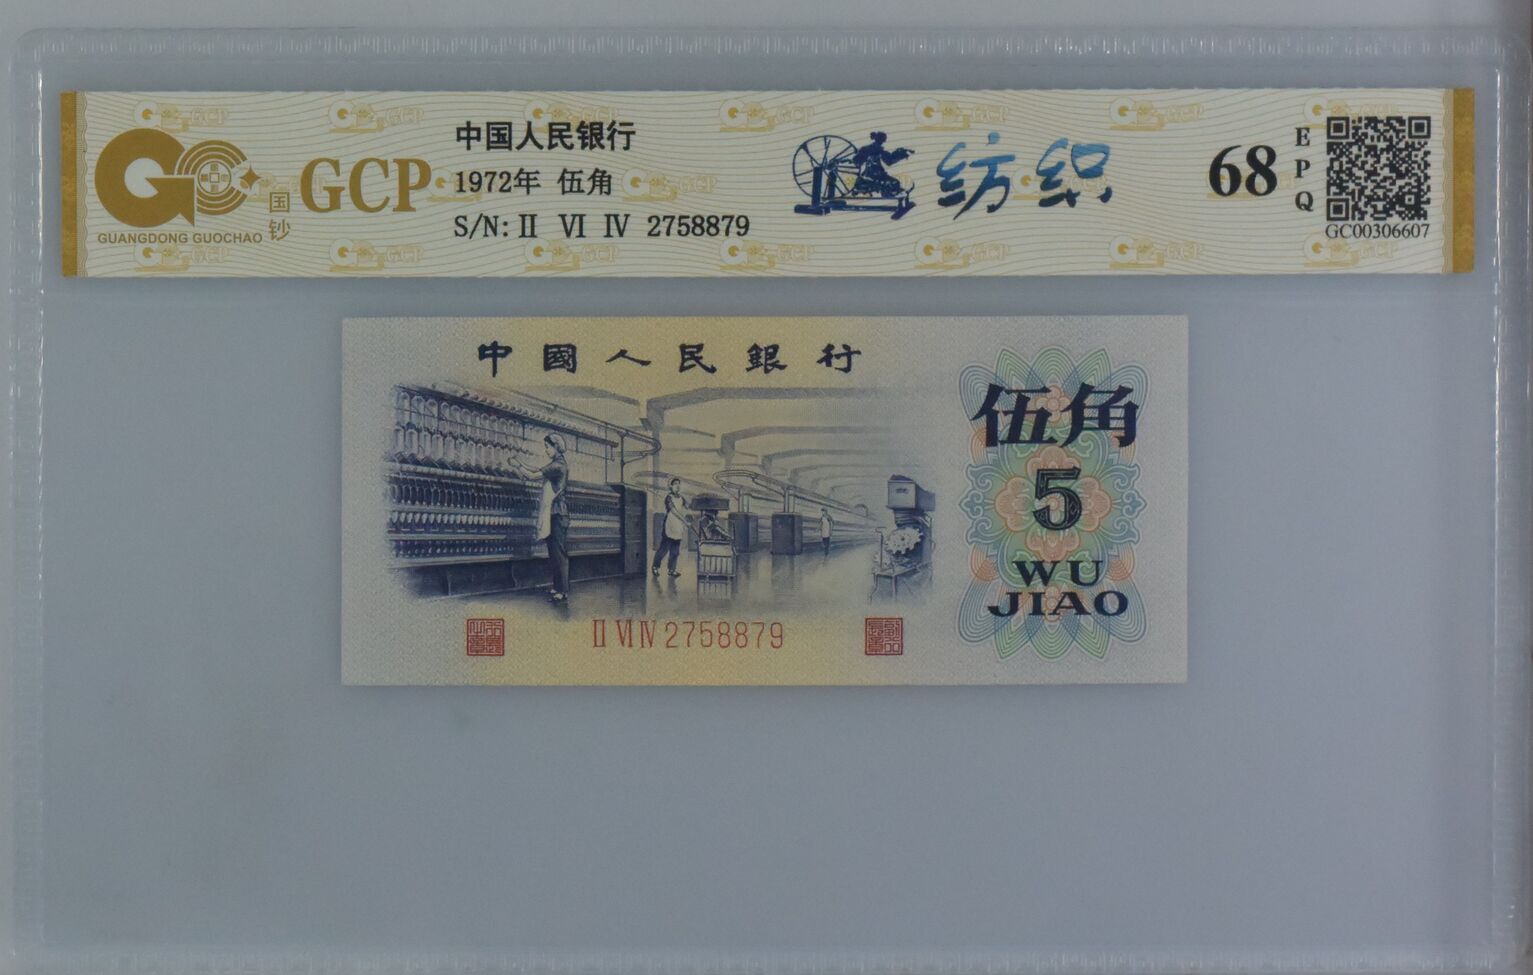 GUANGDONG GUOCHAO
国钞
GCP
中国人民银行
1972年 伍角
S/N: II VI IV 2758879
纺织
68
EPQ
GC00306607
中國人民銀行
伍角
5
WU
JIAO
II VI IV 2758879